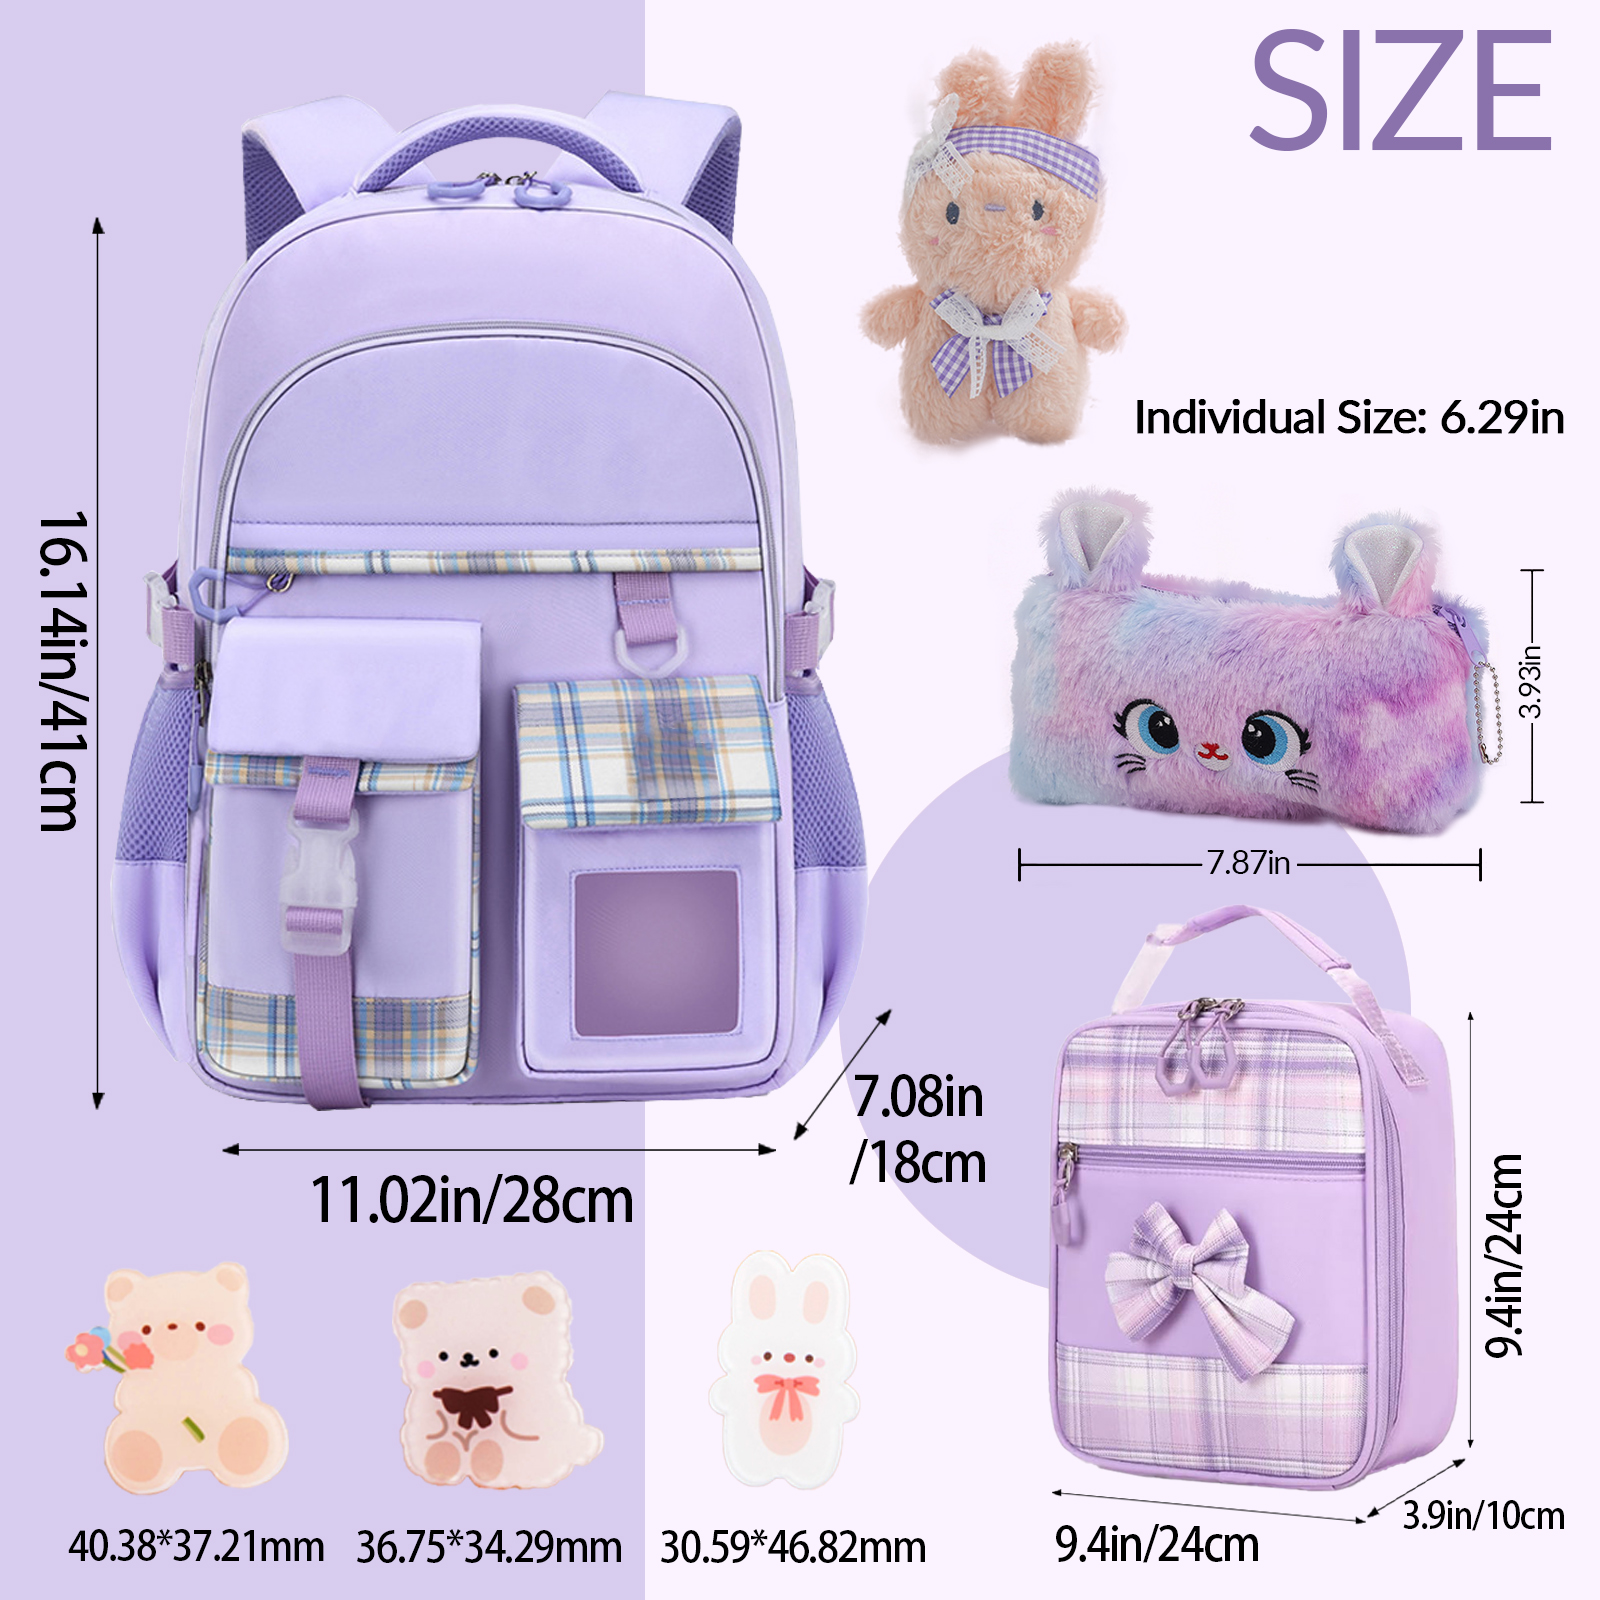 SIZE
Individual Size: 6.29in
16.14in/41cm
3.93in
7.87in
7.08in
/18cm
11.02in/28cm
9.4in/24cm
40.38*37.21mm
36.75*34.29mm
30.59*46.82mm
9.4in/24cm
3.9in/10cm